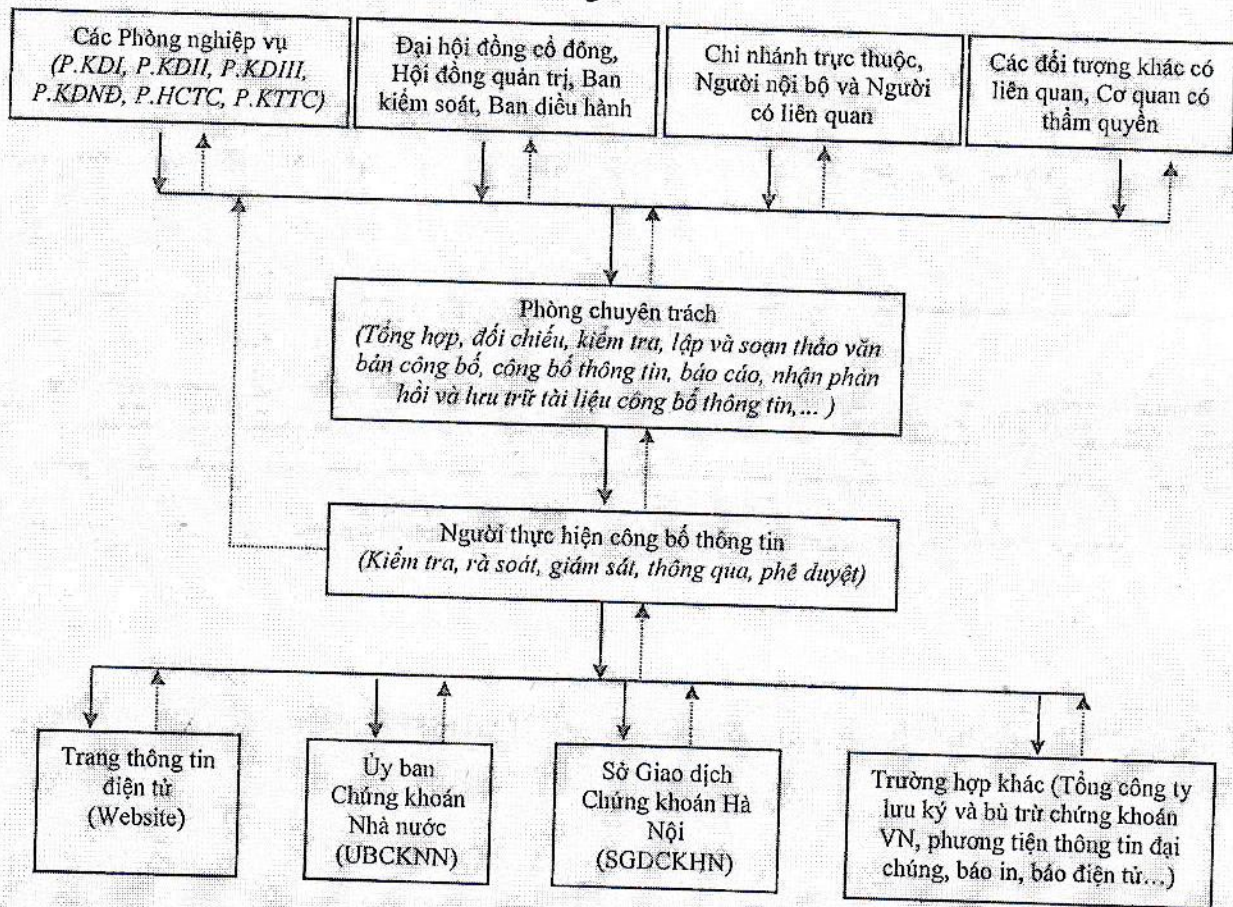 Các Phòng nghiệp vụ
(P.KDI, P.KDII, P.KDIII,
P.KDNĐ, P.HCTC, P.KTTC)
Đại hội đồng cổ đông,
Hội đồng quản trị, Ban
kiểm soát, Ban điều hành
Chi nhánh trực thuộc,
Người nội bộ và Người
có liên quan
Các đối tượng khác có
liên quan, Cơ quan có
thẩm quyền
Phòng chuyên trách
(Tổng hợp, đối chiếu, kiểm tra, lập và soạn thảo văn
bản công bố, công bố thông tin, báo cáo, nhận phản
hồi và lưu trữ tài liệu công bố thông tin,... )
Người thực hiện công bố thông tin
(Kiểm tra, rà soát, giám sát, thông qua, phê duyệt)
Trang thông tin
điện tử
(Website)
Ủy ban
Chứng khoán
Nhà nước
(UBCKNN)
Sở Giao dịch
Chứng khoán Hà
Nội
(SGDCKHN)
Trường hợp khác (Tổng công ty
lưu ký và bù trừ chứng khoán
VN, phương tiện thông tin đại
chúng, báo in, báo điện tử...)